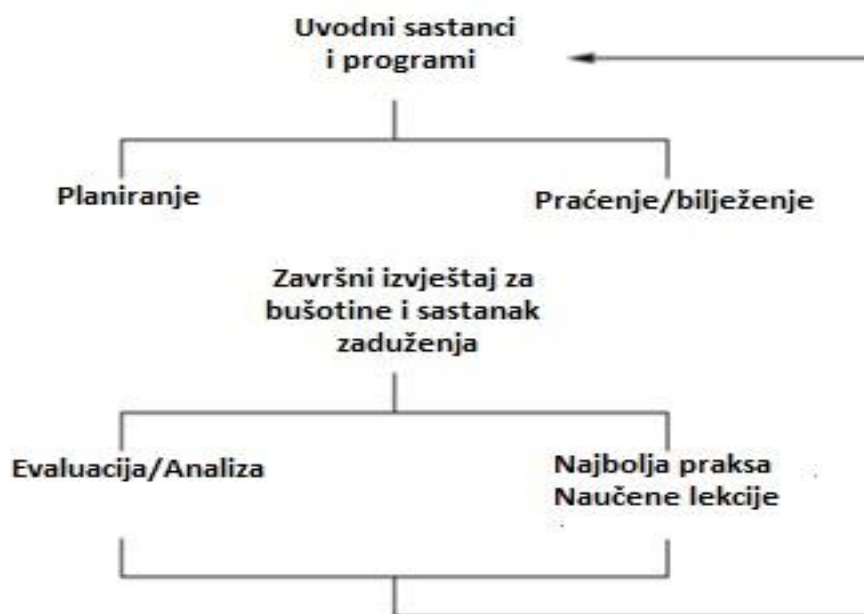 Uvodni sastanci
i programi
Planiranje
Praćenje/bilježenje
Završni izvještaj za
bušotine i sastanak
zaduženja
Evaluacija/Analiza
Najbolja praksa
Naučene lekcije